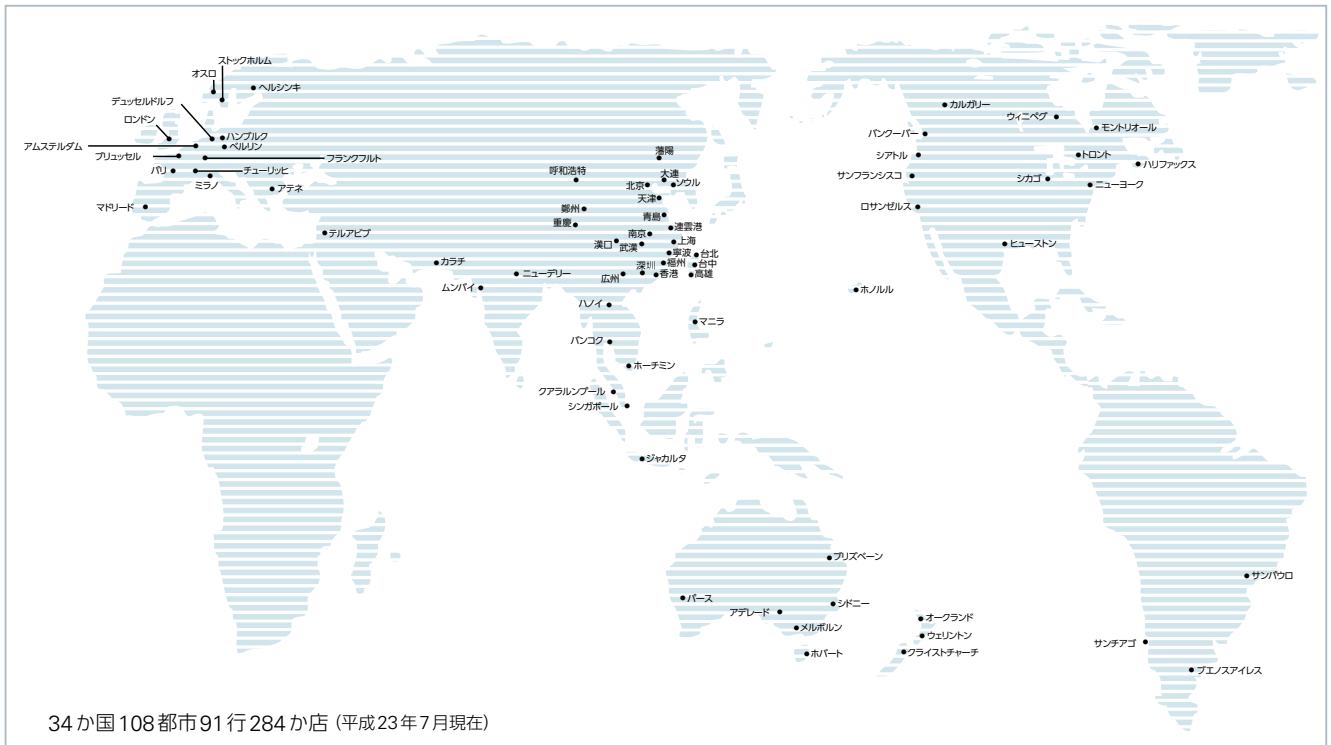 ストックホルム
オスロ
ヘルシンキ
デュッセルドルフ
ロンドン
ハンブルク
アムステルダム
ベルリン
ブリュッセル
フランクフルト
パリ
チューリッヒ
ミラノ
アテネ
マドリード
テルアビブ
カラチ
ムンバイ
ニューデリー
藩陽
呼和浩特
大連
北京
ソウル
天津
鄭州
青島
重慶
連雲港
南京
漢口
武漢
上海
寧波
台北
深圳
福州
台中
広州
香港
高雄
ハノイ
マニラ
バンコク
ホーチミン
クアラルンプール
シンガポール
ジャカルタ
ブリズベーン
パース
アデレード
シドニー
メルボルン
ホバート
オークランド
ウェリントン
クライストチャーチ
カルガリー
ウィニペグ
モントリオール
バンクーバー
シアトル
トロント
ハリファックス
サンフランシスコ
シカゴ
ニューヨーク
ロサンゼルス
ヒューストン
ホノルル
サンパウロ
サンチアゴ
ブエノスアイレス
34か国108都市91行284か店(平成23年7月現在)